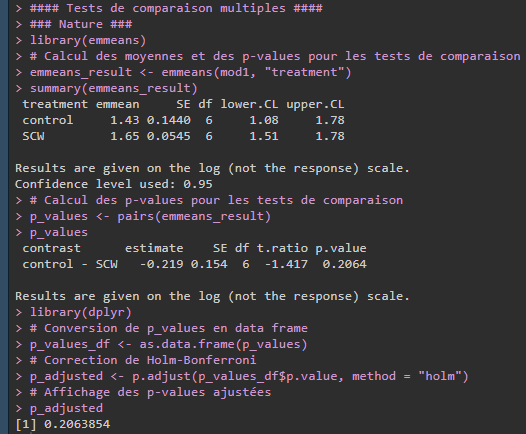 > #### Tests de comparaison multiples ####
> ### Nature ###
> library(emmeans)
> # Calcul des moyennes et des p-values pour les tests de comparaison
> emmeans_result <- emmeans(mod1, "treatment")
> summary(emmeans_result)
 treatment emmean     SE df lower.CL upper.CL
 control     1.43 0.1440  6     1.08     1.78
 SCW         1.65 0.0545  6     1.51     1.78

Results are given on the log (not the response) scale.
Confidence level used: 0.95
> # Calcul des p-values pour les tests de comparaison
> p_values <- pairs(emmeans_result)
> p_values
 contrast      estimate    SE df t.ratio p.value
 control - SCW   -0.219 0.154  6  -1.417  0.2064

Results are given on the log (not the response) scale.
> library(dplyr)
> # Conversion de p_values en data frame
> p_values_df <- as.data.frame(p_values)
> # Correction de Holm-Bonferroni
> p_adjusted <- p.adjust(p_values_df$p.value, method = "holm")
> # Affichage des p-values ajustées
> p_adjusted
[1] 0.2063854